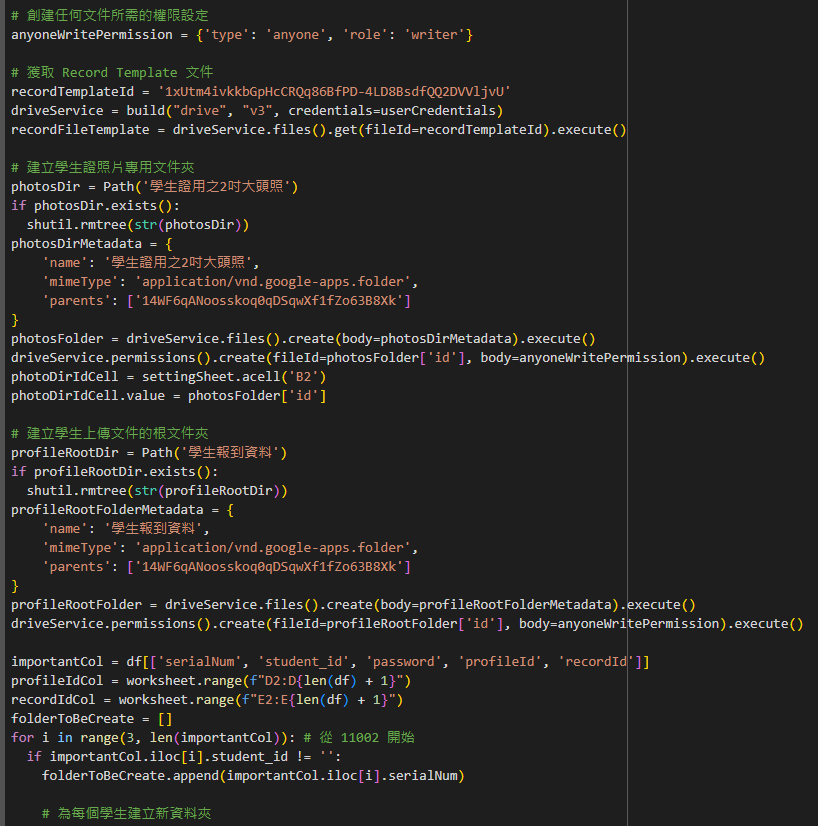 # 創建任何文件所需的權限設定
anyoneWritePermission = {'type': 'anyone', 'role': 'writer'}
# 獲取 Record Template 文件
recordTemplateId = '1xUtm4ivkkbGpHcCRQq86BfPD-4LD8BsdfQQ2DVVljvU'
driveService = build("drive", "v3", credentials=userCredentials)
recordFileTemplate = driveService.files().get(fileId=recordTemplateId).execute()
# 建立學生證照片專用文件夾
photosDir = Path('學生證用之2吋大頭照')
if photosDir.exists():
  shutil.rmtree(str(photosDir))
photosDirMetadata = {
    'name': '學生證用之2吋大頭照',
    'mimeType': 'application/vnd.google-apps.folder',
    'parents': ['14WF6qANoosskoq0qDSqwXf1fZo63B8Xk']
}
photosFolder = driveService.files().create(body=photosDirMetadata).execute()
driveService.permissions().create(fileId=photosFolder['id'], body=anyoneWritePermission).execute()
photoDirIdCell = settingSheet.acell('B2')
photoDirIdCell.value = photosFolder['id']
# 建立學生上傳文件的根文件夾
profileRootDir = Path('學生報到資料')
if profileRootDir.exists():
  shutil.rmtree(str(profileRootDir))
profileRootFolderMetadata = {
    'name': '學生報到資料',
    'mimeType': 'application/vnd.google-apps.folder',
    'parents': ['14WF6qANoosskoq0qDSqwXf1fZo63B8Xk']
}
profileRootFolder = driveService.files().create(body=profileRootFolderMetadata).execute()
driveService.permissions().create(fileId=profileRootFolder['id'], body=anyoneWritePermission).execute()
importantCol = df[['serialNum', 'student_id', 'password', 'profileId', 'recordId']]
profileIdCol = worksheet.range(f"D2:D{len(df) + 1}")
recordIdCol = worksheet.range(f"E2:E{len(df) + 1}")
folderToBeCreate = []
for i in range(3, len(importantCol)): # 從 11002 開始
  if importantCol.iloc[i].student_id != '':
    folderToBeCreate.append(importantCol.iloc[i].serialNum)
    # 為每個學生建立新資料夾